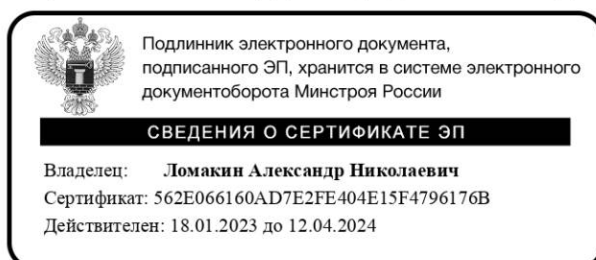 Подлинник электронного документа,
подписанного ЭП, хранится в системе электронного
документоборота Минстроя России
СВЕДЕНИЯ О СЕРТИФИКАТЕ ЭП
Владелец: Ломакин Александр Николаевич
Сертификат: 562E066160AD7E2FE404E15F4796176B
Действителен: 18.01.2023 до 12.04.2024